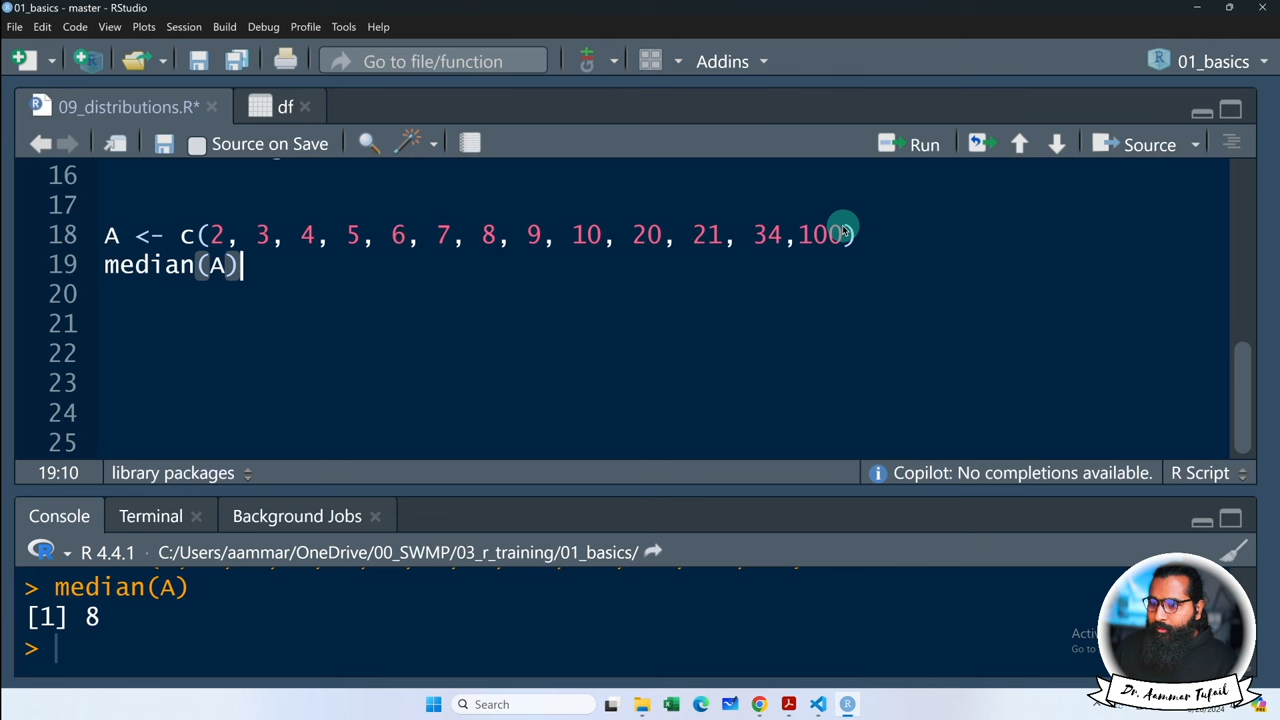 01_basics - master - RStudio
File Edit Code View Plots Session Build Debug Profile Tools Help
Go to file/function Addins 01_basics
09_distributions.R* df
Source on Save Run Source
16
17
18 A <- c(2, 3, 4, 5, 6, 7, 8, 9, 10, 20, 21, 34,100)
19 median(A)
20
21
22
23
24
25
19:10 library packages Copilot: No completions available. R Script
Console Terminal Background Jobs
R 4.4.1 · C:/Users/aammar/OneDrive/00_SWMP/03_r_training/01_basics/
> median(A)
[1] 8
>
Go to
Dr. Aammar Tufail
Search